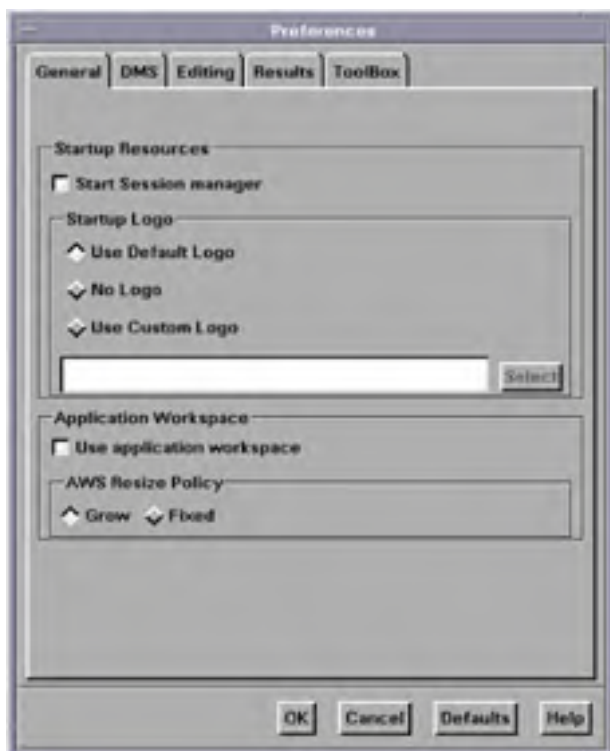 Preferences
General DMS Editing Results ToolBox
Startup Resources
Start Session manager
Startup Logo
Use Default Logo
No Logo
Use Custom Logo
Select
Application Workspace
Use application workspace
AWS Resize Policy
Grow Fixed
OK Cancel Defaults Help